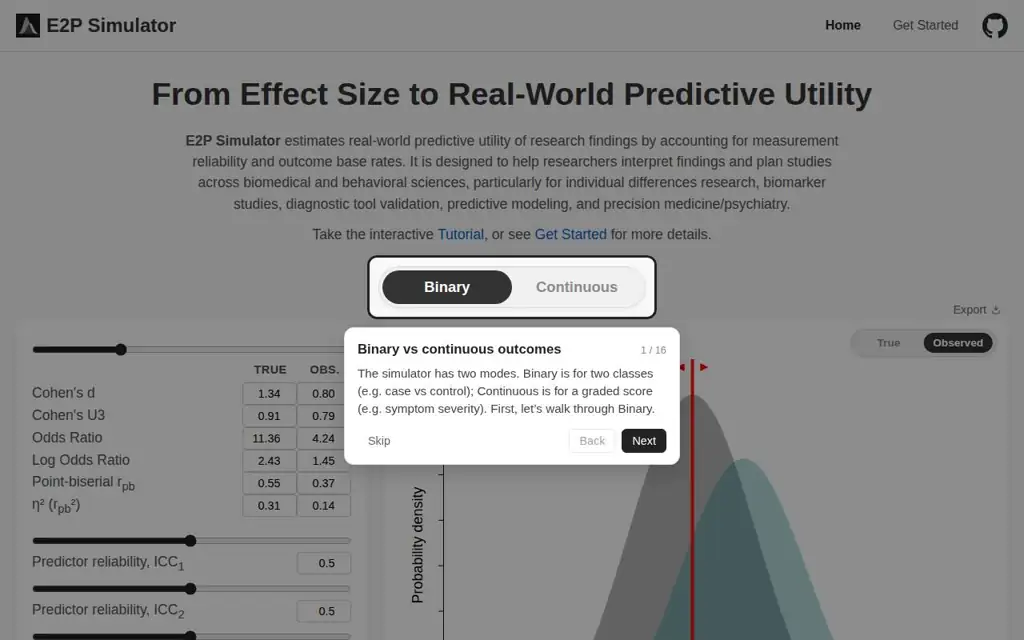 E2P Simulator
Home
Get Started
From Effect Size to Real-World Predictive Utility
E2P Simulator estimates real-world predictive utility of research findings by accounting for measurement
reliability and outcome base rates. It is designed to help researchers interpret findings and plan studies
across biomedical and behavioral sciences, particularly for individual differences research, biomarker
studies, diagnostic tool validation, predictive modeling, and precision medicine/psychiatry.
Take the interactive Tutorial, or see Get Started for more details.
Binary
Continuous
Export
True
Observed
Binary vs continuous outcomes
1 / 16
The simulator has two modes. Binary is for two classes
(e.g. case vs control); Continuous is for a graded score
(e.g. symptom severity). First, let's walk through Binary.
Skip
Back
Next
TRUE OBS.
Cohen's d 1.34 0.80
Cohen's U3 0.91 0.79
Odds Ratio 11.36 4.24
Log Odds Ratio 2.43 1.45
Point-biserial rpb 0.55 0.37
η² (rpb²) 0.31 0.14
Predictor reliability, ICC1 0.5
Predictor reliability, ICC2 0.5
Probability density